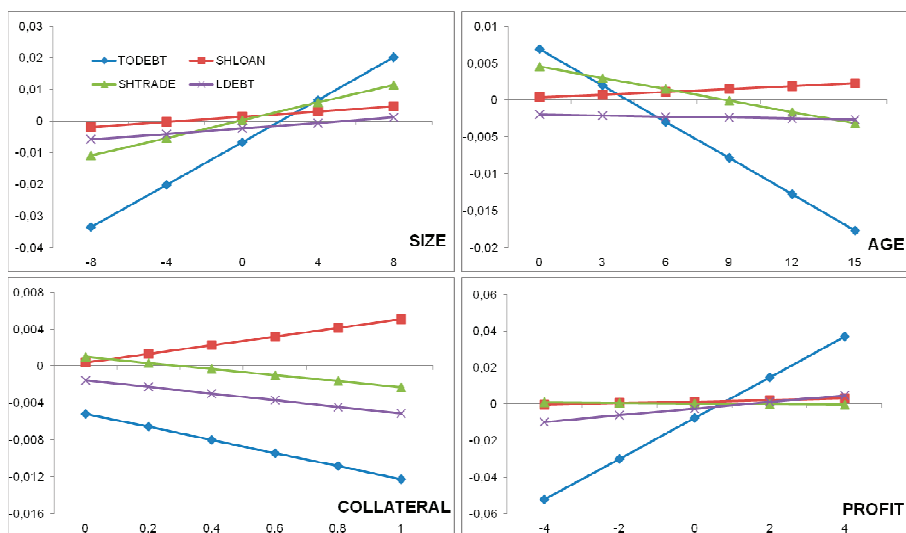 0,03
0,02
0,01
0
-0,01
-0,02
-0,03
-0,04
TODEBT SHLOAN
SHTRADE LDEBT
SIZE
-8 -4 0 4 8
0,01
0,005
0
-0,005
-0,01
-0,015
-0,02
AGE
0 3 6 9 12 15
0,008
0,004
0
-0,004
-0,008
-0,012
-0,016
COLLATERAL
0 0,2 0,4 0,6 0,8 1
0,06
0,04
0,02
0
-0,02
-0,04
-0,06
PROFIT
-4 -2 0 2 4